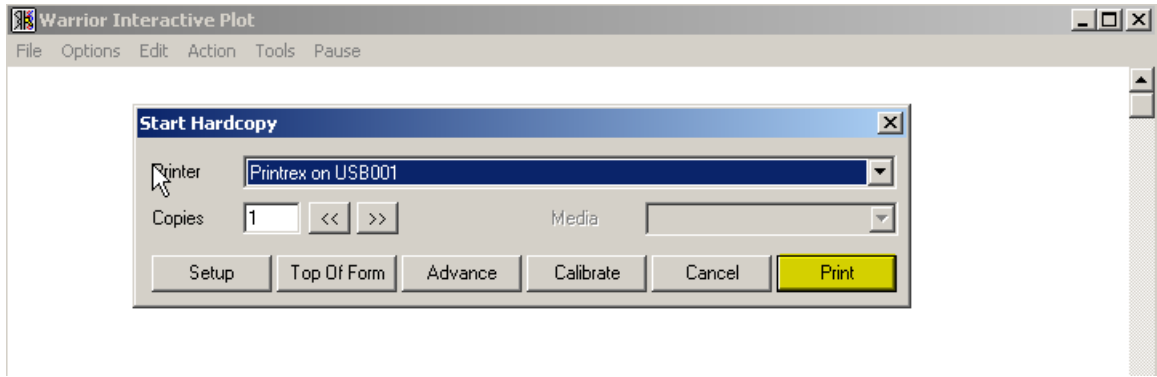 Warrior Interactive Plot
File Options Edit Action Tools Pause
Start Hardcopy
Printer Printrex on USB001
Copies 1 << >> Media
Setup Top Of Form Advance Calibrate Cancel Print